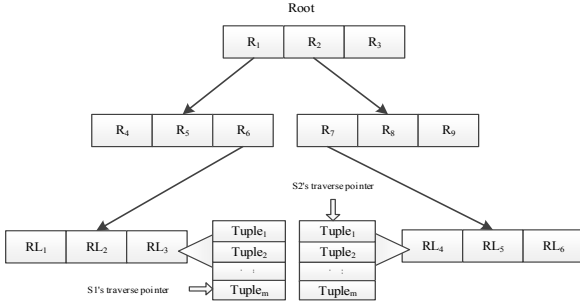 Root
R1 R2 R3
R4 R5 R6
R7 R8 R9
S2's traverse pointer
RL1 RL2 RL3
Tuple1
Tuple2
. :
Tuplem
S1's traverse pointer
Tuple1
Tuple2
. :
Tuplem
RL4 RL5 RL6